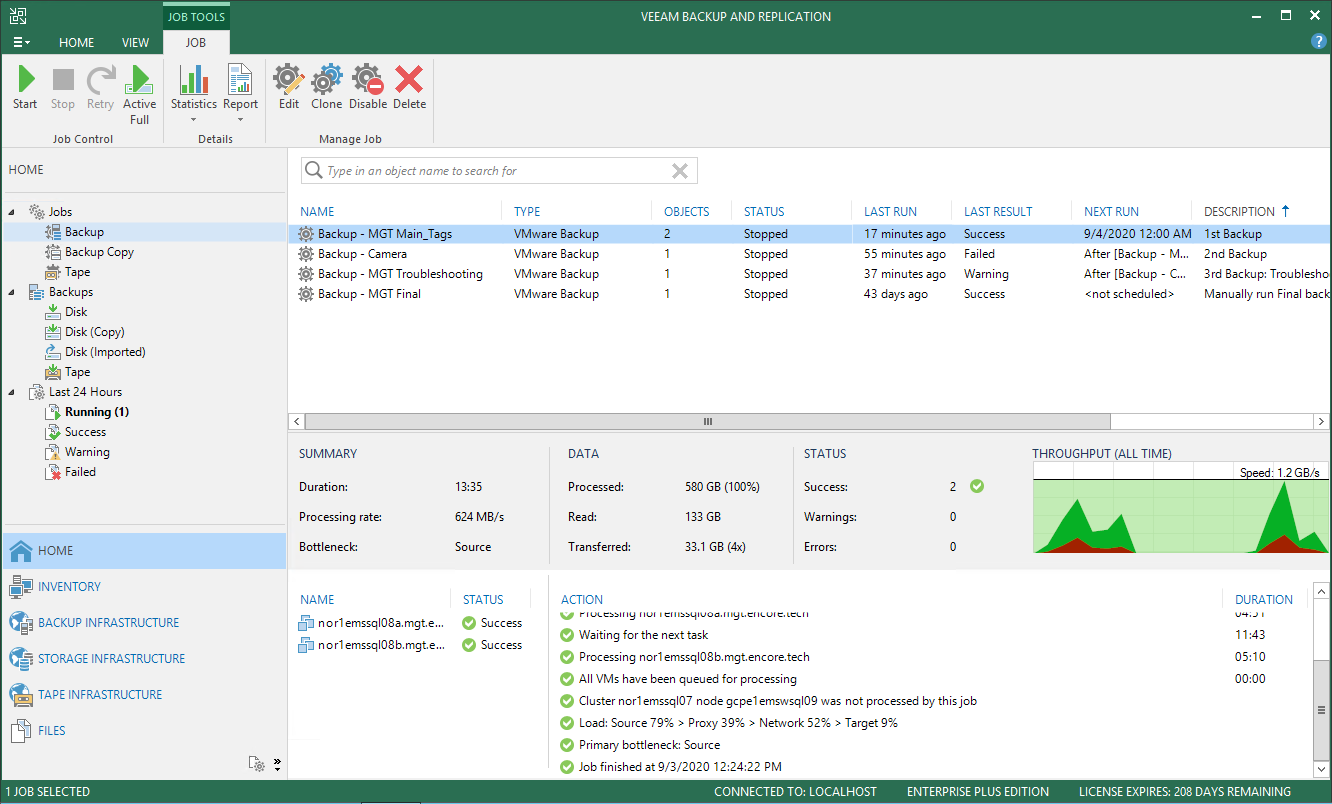 JOB TOOLS
VEEAM BACKUP AND REPLICATION
HOME VIEW JOB
Start Stop Retry Active Full
Statistics Report
Edit Clone Disable Delete
Job Control Details Manage Job
HOME
Jobs
Backup
Backup Copy
Tape
Backups
Disk
Disk (Copy)
Disk (Imported)
Tape
Last 24 Hours
Running (1)
Success
Warning
Failed
HOME
INVENTORY
BACKUP INFRASTRUCTURE
STORAGE INFRASTRUCTURE
TAPE INFRASTRUCTURE
FILES
Type in an object name to search for
NAME TYPE OBJECTS STATUS LAST RUN LAST RESULT NEXT RUN DESCRIPTION
Backup - MGT Main_Tags VMware Backup 2 Stopped 17 minutes ago Success 9/4/2020 12:00 AM 1st Backup
Backup - Camera VMware Backup 1 Stopped 55 minutes ago Failed After [Backup - M... 2nd Backup
Backup - MGT Troubleshooting VMware Backup 1 Stopped 37 minutes ago Warning After [Backup - C... 3rd Backup: Troublesho
Backup - MGT Final VMware Backup 1 Stopped 43 days ago Success <not scheduled> Manually run Final back
SUMMARY DATA STATUS THROUGHPUT (ALL TIME)
Speed: 1.2 GB/s
Duration: 13:35 Processed: 580 GB (100%) Success: 2
Processing rate: 624 MB/s Read: 133 GB Warnings: 0
Bottleneck: Source Transferred: 33.1 GB (4x) Errors: 0
NAME STATUS
nor1emssql08a.mgt.e... Success
nor1emssql08b.mgt.e... Success
ACTION DURATION
Processing nor1emssql08a.mgt.encore.tech 04:51
Waiting for the next task 11:43
Processing nor1emssql08b.mgt.encore.tech 05:10
All VMs have been queued for processing 00:00
Cluster nor1emssql07 node gcpe1emswsql09 was not processed by this job
Load: Source 79% > Proxy 39% > Network 52% > Target 9%
Primary bottleneck: Source
Job finished at 9/3/2020 12:24:22 PM
1 JOB SELECTED CONNECTED TO: LOCALHOST ENTERPRISE PLUS EDITION LICENSE EXPIRES: 208 DAYS REMAINING